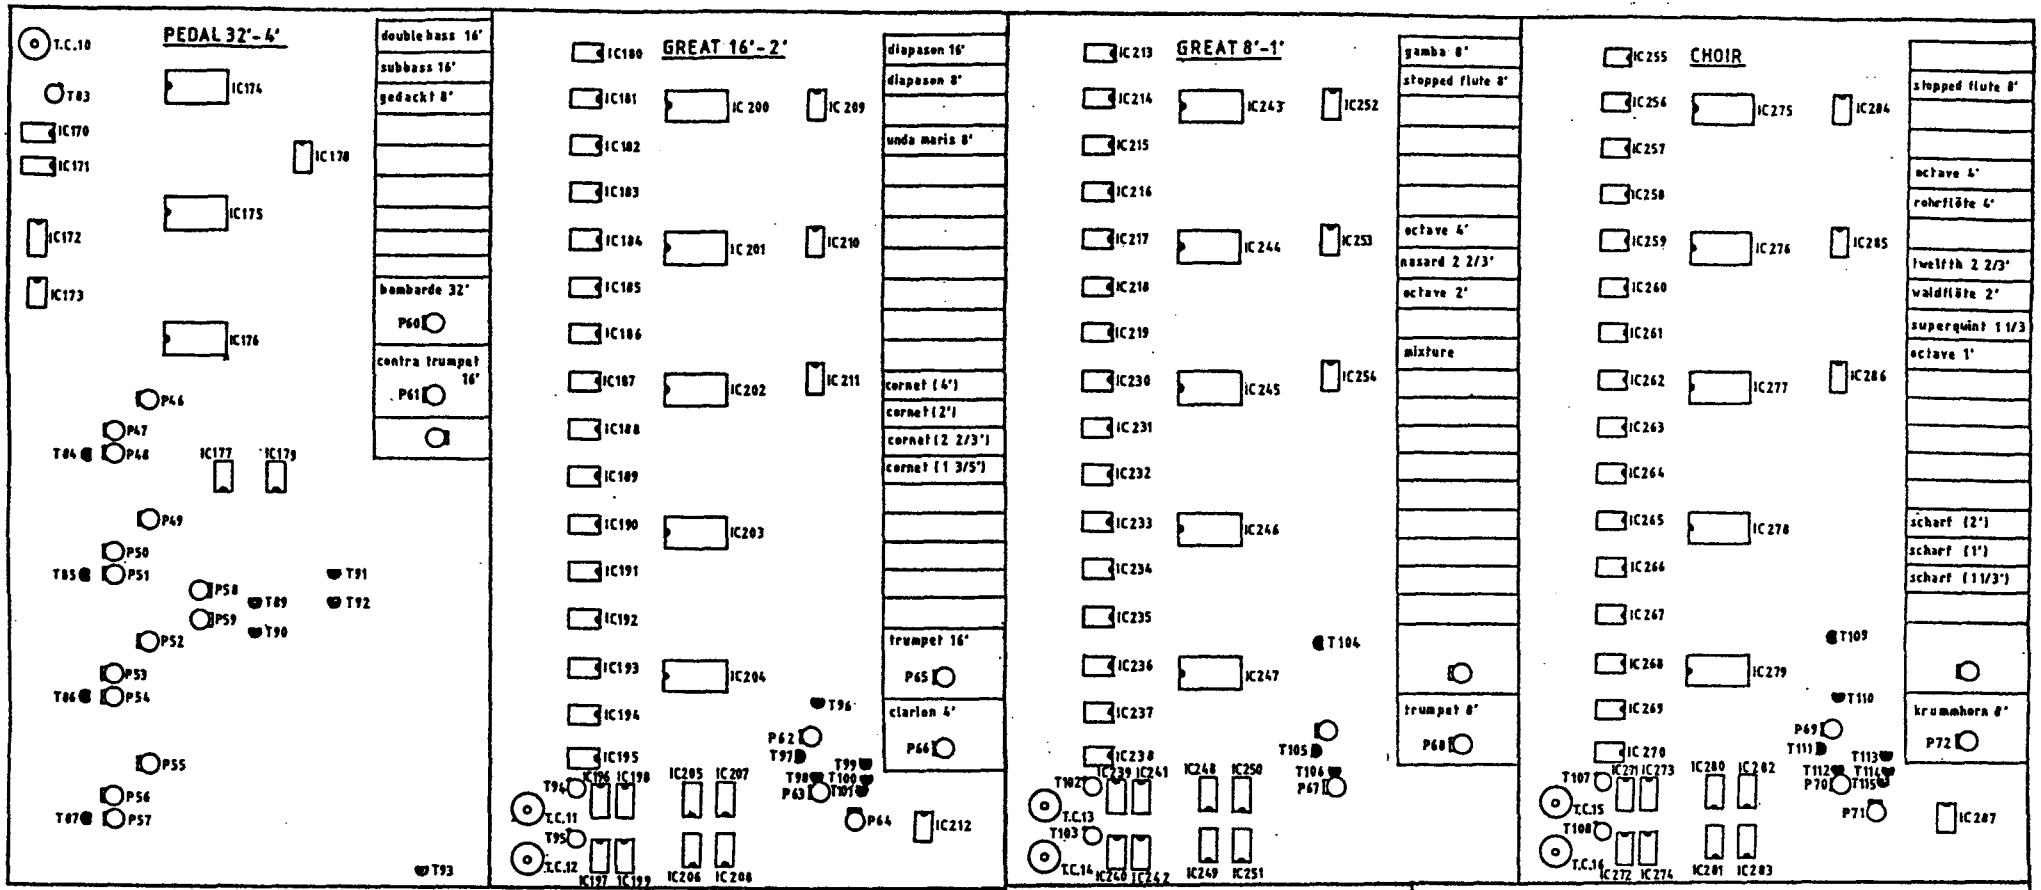 PEDAL 32'-4'
T.C.10
T83
IC170
IC171
IC172
IC173
IC174
IC175
IC176
IC178
P46
P47
T84 P48
IC177 IC179
P49
P50
T85 P51
P58
P59
T89
T90
T91
T92
P52
P53
T86 P54
P55
P56
T87 P57
T93
double bass 16'
subbass 16'
gedackt 8'
bombarde 32'
P60
contra trumpet
16'
P61
GREAT 16'-2'
IC180
IC181
IC182
IC183
IC184
IC185
IC186
IC187
IC188
IC189
IC190
IC191
IC192
IC193
IC194
IC195
IC200
IC201
IC202
IC203
IC204
IC209
IC210
IC211
T96
P62
T97
T99
T98 T100
P63 T101
P64
IC212
T94
IC196 IC198
IC205 IC207
T.C.11
T95
T.C.12
IC197 IC199
IC206 IC208
diapason 16'
diapason 8'
unda maris 8'
cornet (4')
cornet (2')
cornet (2 2/3')
cornet (1 3/5')
trumpet 16'
P65
clarion 4'
P66
GREAT 8'-1'
IC213
IC214
IC215
IC216
IC217
IC218
IC219
IC230
IC231
IC232
IC233
IC234
IC235
IC236
IC237
IC238
IC243
IC244
IC245
IC246
IC247
IC252
IC253
IC254
T104
T105
T106
P67
T102
IC239 IC241
IC248 IC250
T.C.13
T103
T.C.14
IC240 IC242
IC249 IC251
gamba 8'
stopped flute 8'
octave 4'
nasard 2 2/3'
octave 2'
mixture
trumpet 8'
P68
CHOIR
IC255
IC256
IC257
IC258
IC259
IC260
IC261
IC262
IC263
IC264
IC265
IC266
IC267
IC268
IC269
IC270
IC275
IC276
IC277
IC278
IC279
IC284
IC285
IC286
T109
T110
P69
T111
T113
T112 T114
P70 T115
P71
IC287
T107
IC271 IC273
IC280 IC282
T.C.15
T108
T.C.16
IC272 IC274
IC281 IC283
stopped flute 8'
octave 4'
rohrflöte 4'
twelfth 2 2/3'
waldflöte 2'
superquint 1 1/3
octave 1'
scharf (2')
scharf (1')
scharf (1 1/3')
krummhorn 8'
P72